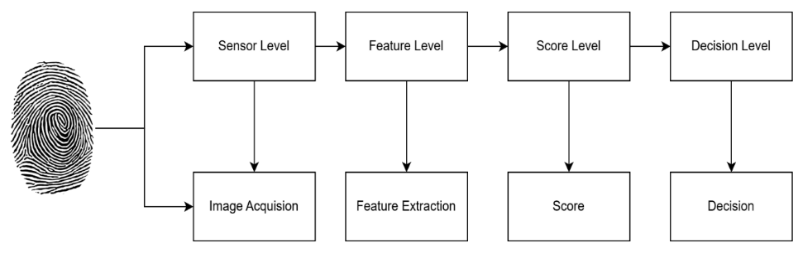 Sensor Level
Feature Level
Score Level
Decision Level
Image Acquision
Feature Extraction
Score
Decision